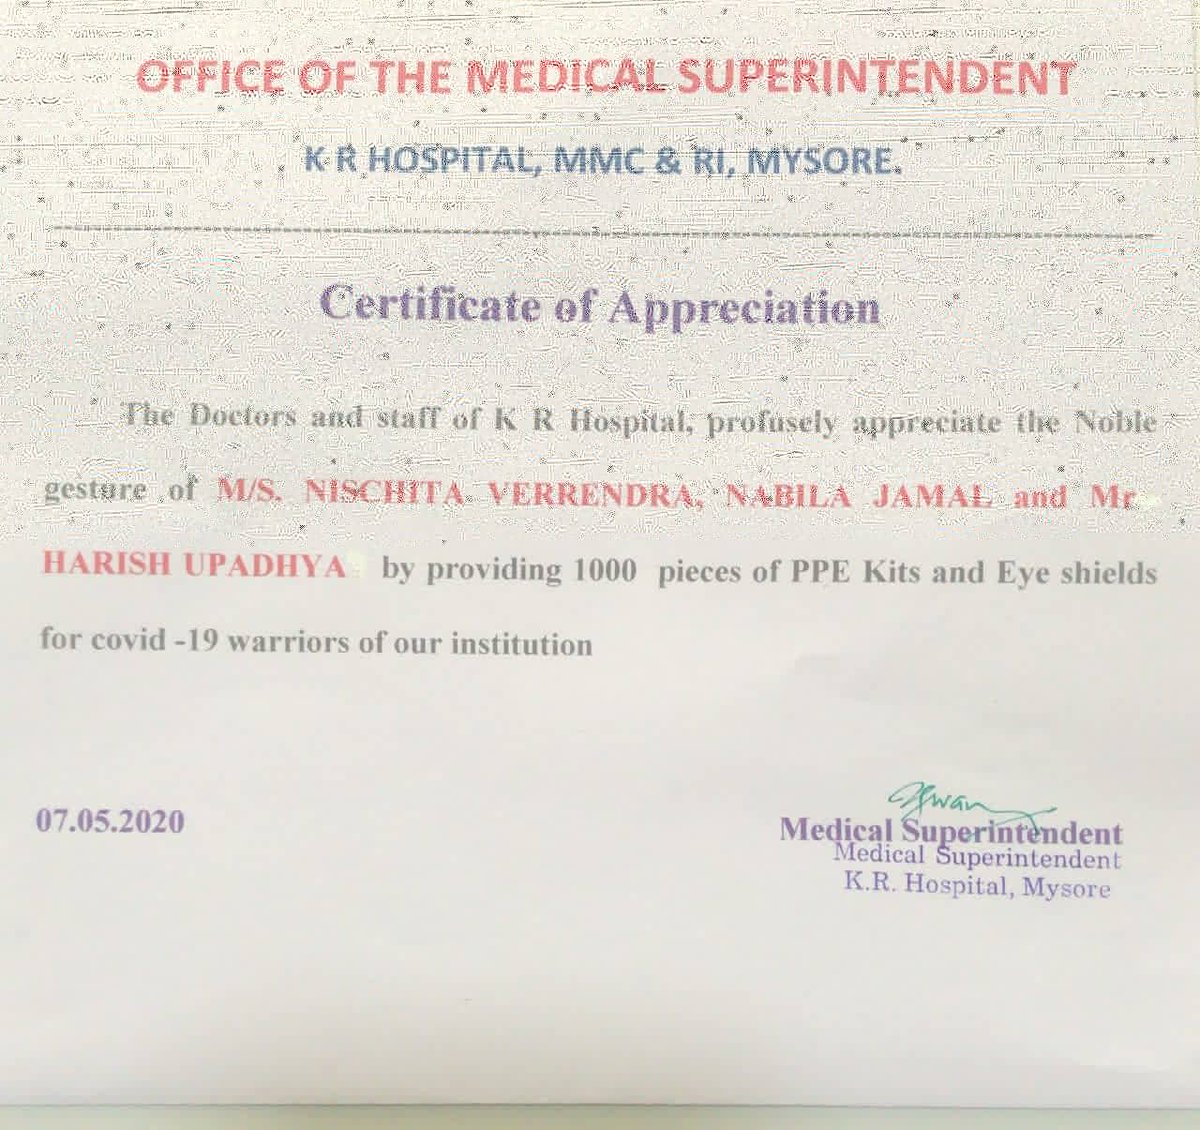 OFFICE OF THE MEDICAL SUPERINTENDENT
K R HOSPITAL, MMC & RI, MYSORE.
Certificate of Appreciation
The Doctors and staff of K R Hospital, profusely appreciate the Noble
gesture of M/S. NISCHITA VERRENDRA, NABILA JAMAL and Mr.
HARISH UPADHYA by providing 1000 pieces of PPE Kits and Eye shields
for covid -19 warriors of our institution
07.05.2020
Medical Superintendent
Medical Superintendent
K.R. Hospital, Mysore